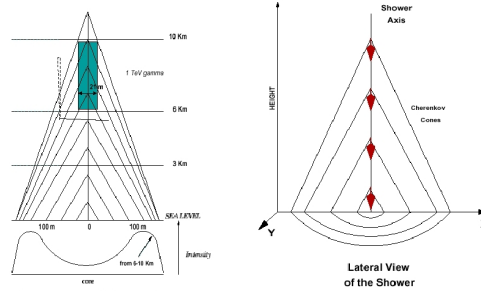 10 Km
1 TeV gamma
21 m
6 Km
3 Km
SEA LEVEL
100 m
0
100 m
Intensity
from 6-10 Km
core
Shower
Axis
HEIGHT
Cherenkov
Cones
Y
Lateral View
of the Shower